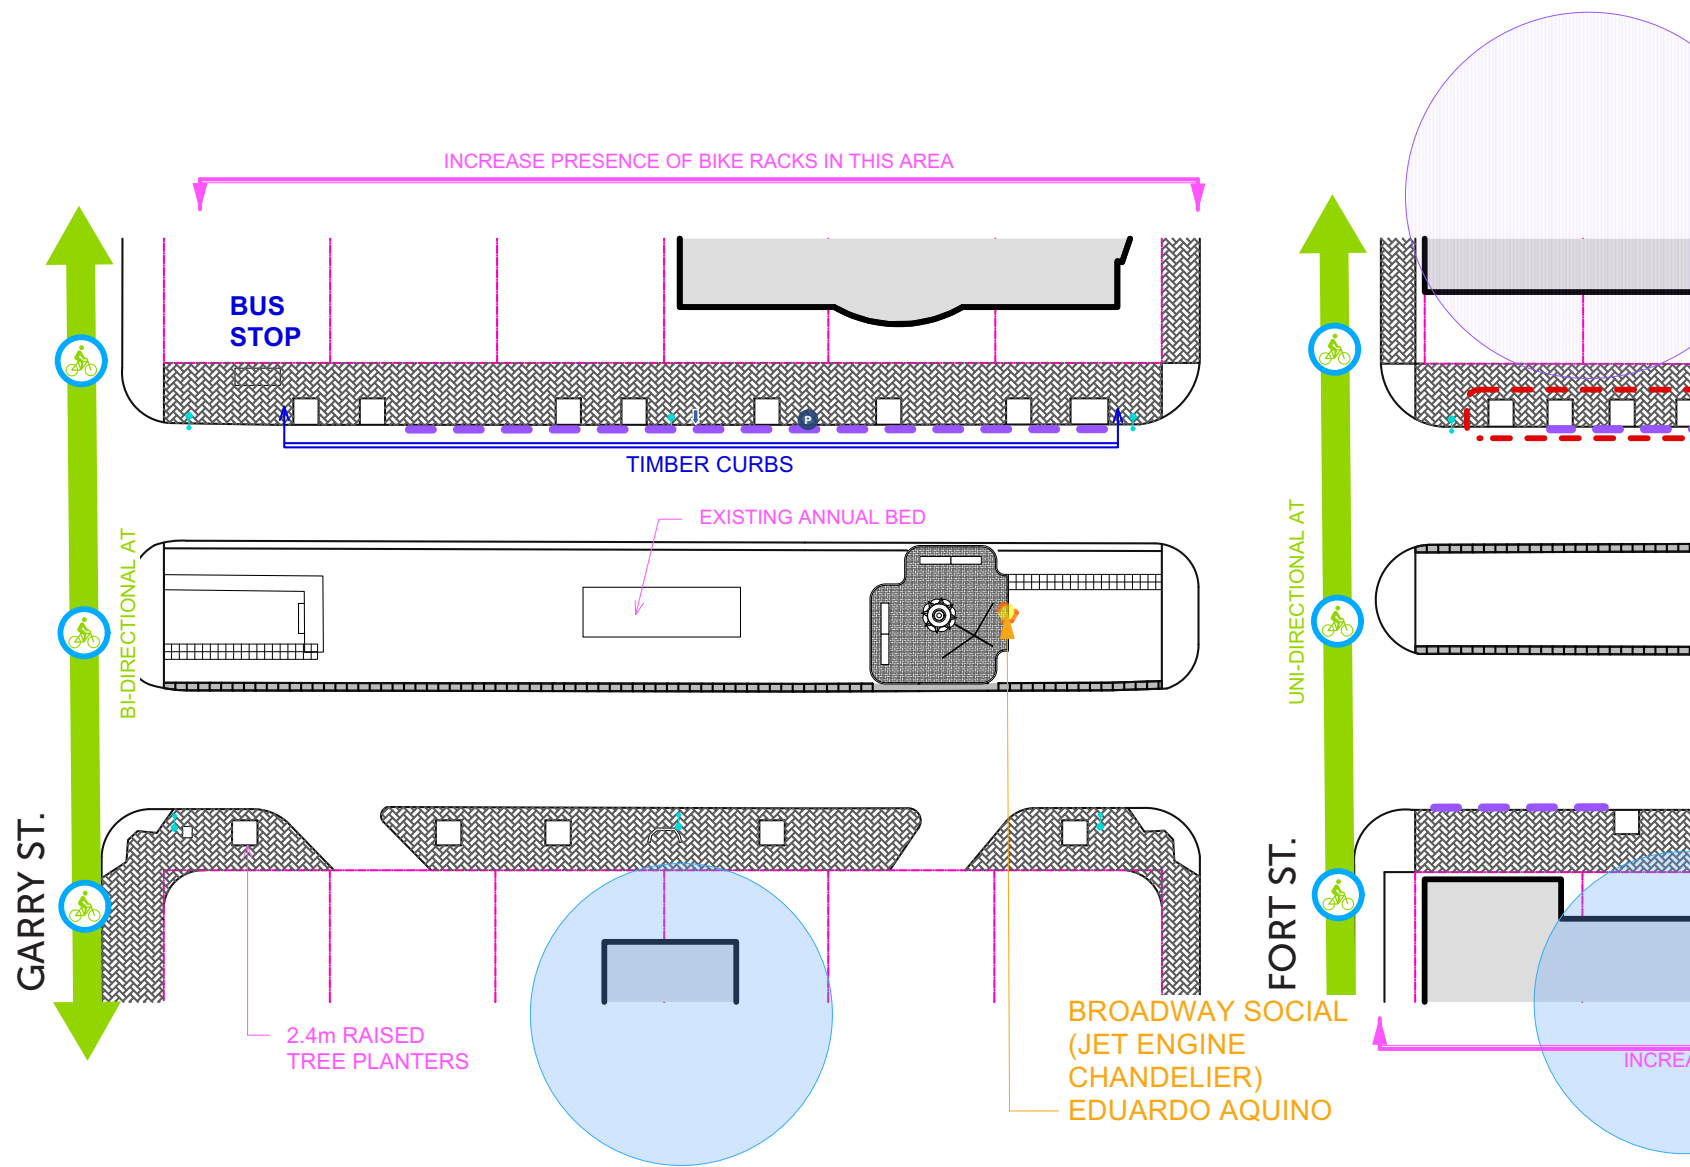 INCREASE PRESENCE OF BIKE RACKS IN THIS AREA
BUS
STOP
P
TIMBER CURBS
EXISTING ANNUAL BED
BI-DIRECTIONAL AT
UNI-DIRECTIONAL AT
GARRY ST.
FORT ST.
2.4m RAISED
TREE PLANTERS
BROADWAY SOCIAL
(JET ENGINE
CHANDELIER)
EDUARDO AQUINO
INCREA